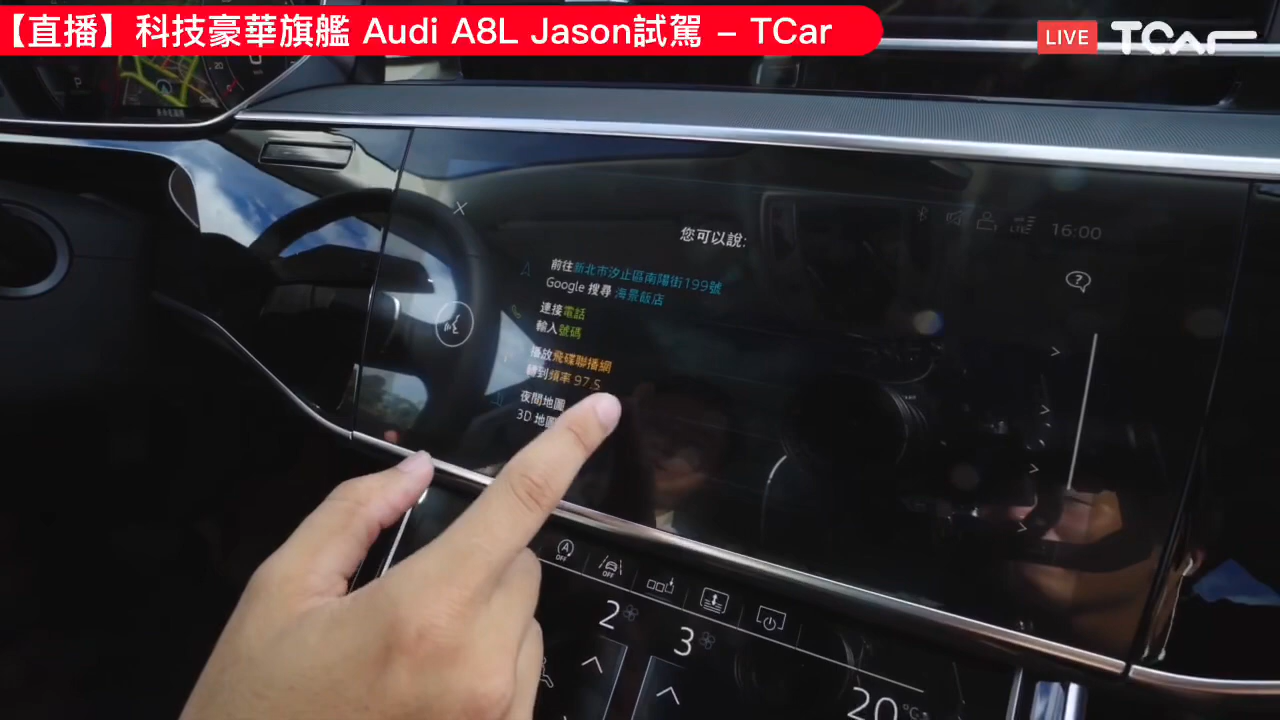 【直播】科技豪華旗艦 Audi A8L Jason試駕 – TCar
LIVE TCar
您可以說:
16:00
前往新北市汐止區南陽街199號
Google 搜尋 海景飯店
連接電話
輸入號碼
播放飛碟聯播網
轉到頻率 97.5
夜間地圖
3D 地圖
OFF
OFF
2
3
20°C